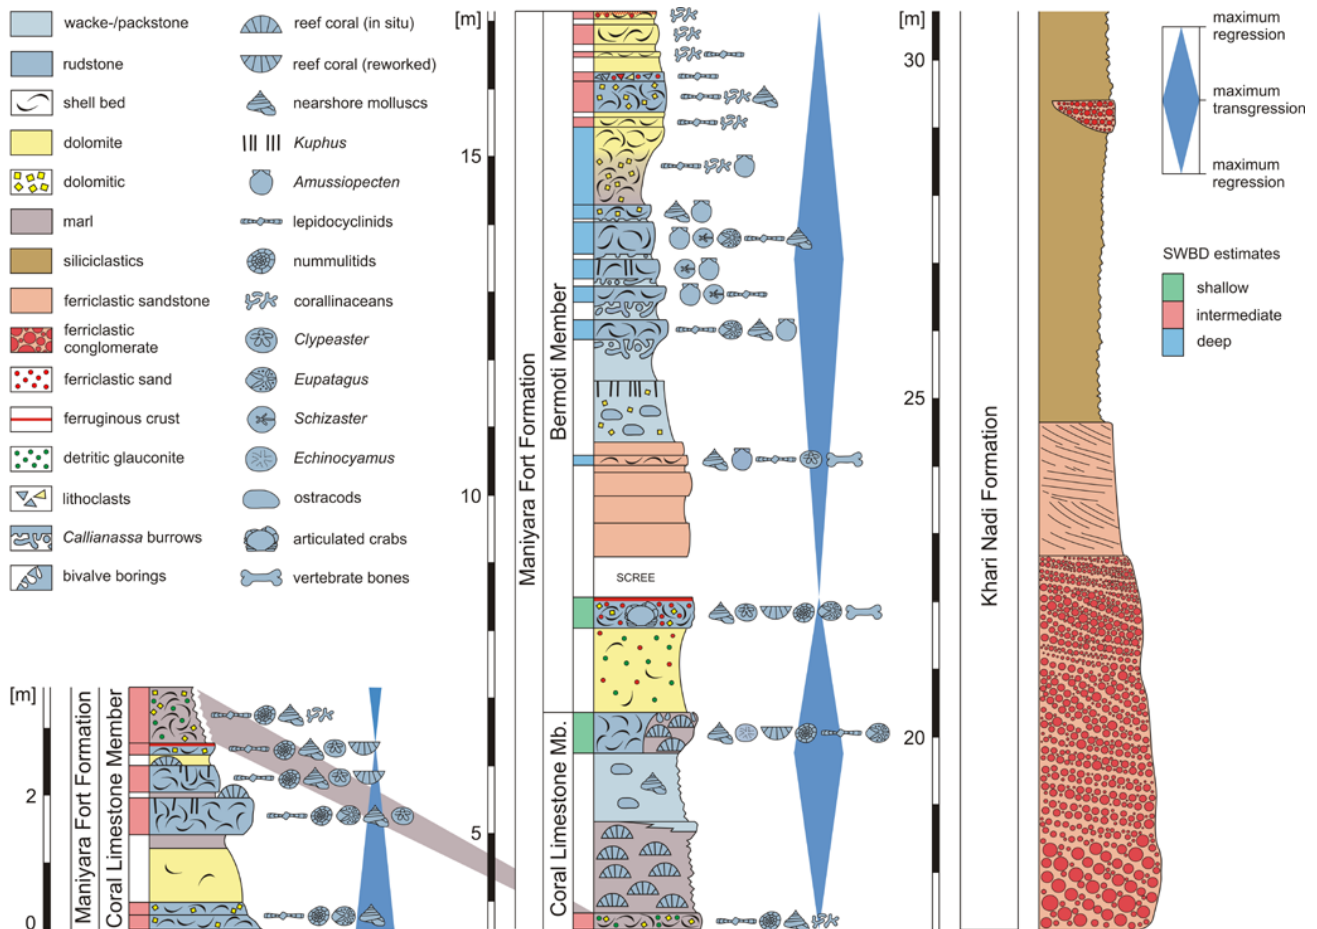 wacke-/packstone
rudstone
shell bed
dolomite
dolomitic
marl
siliciclastics
ferriclastic sandstone
ferriclastic
conglomerate
ferriclastic sand
ferruginous crust
detritic glauconite
lithoclasts
Callianassa burrows
bivalve borings
reef coral (in situ)
reef coral (reworked)
nearshore molluscs
Kuphus
Amussiopecten
lepidocyclinids
nummulitids
corallinaceans
Clypeaster
Eupatagus
Schizaster
Echinocyamus
ostracods
articulated crabs
vertebrate bones
[m]
2
0
Maniyara Fort Formation
Coral Limestone Member
[m]
15
10
5
Maniyara Fort Formation
Bermoti Member
Coral Limestone Mb.
SCREE
[m]
30
25
20
Khari Nadi Formation
maximum
regression
maximum
transgression
maximum
regression
SWBD estimates
shallow
intermediate
deep